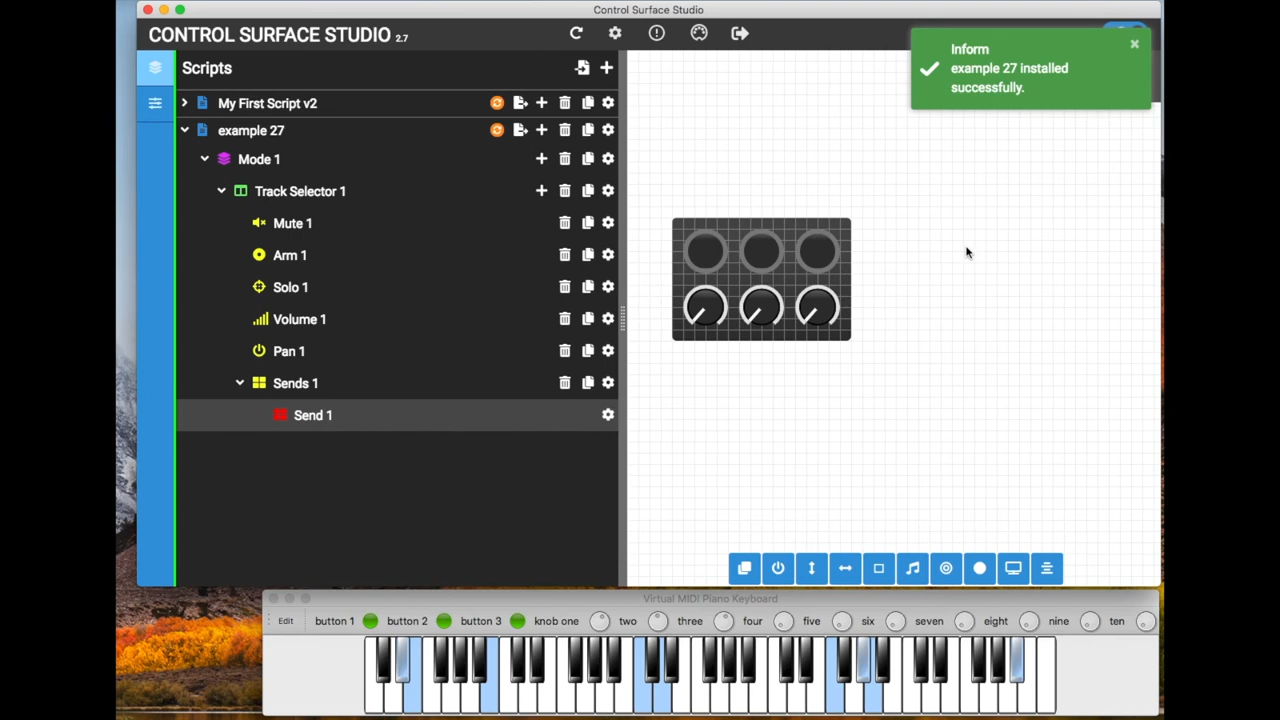 Control Surface Studio
CONTROL SURFACE STUDIO 2.7
Inform
example 27 installed
successfully.
Scripts
My First Script v2
example 27
Mode 1
Track Selector 1
Mute 1
Arm 1
Solo 1
Volume 1
Pan 1
Sends 1
Send 1
Virtual MIDI Piano Keyboard
Edit button 1 button 2 button 3 knob one two three four five six seven eight nine ten